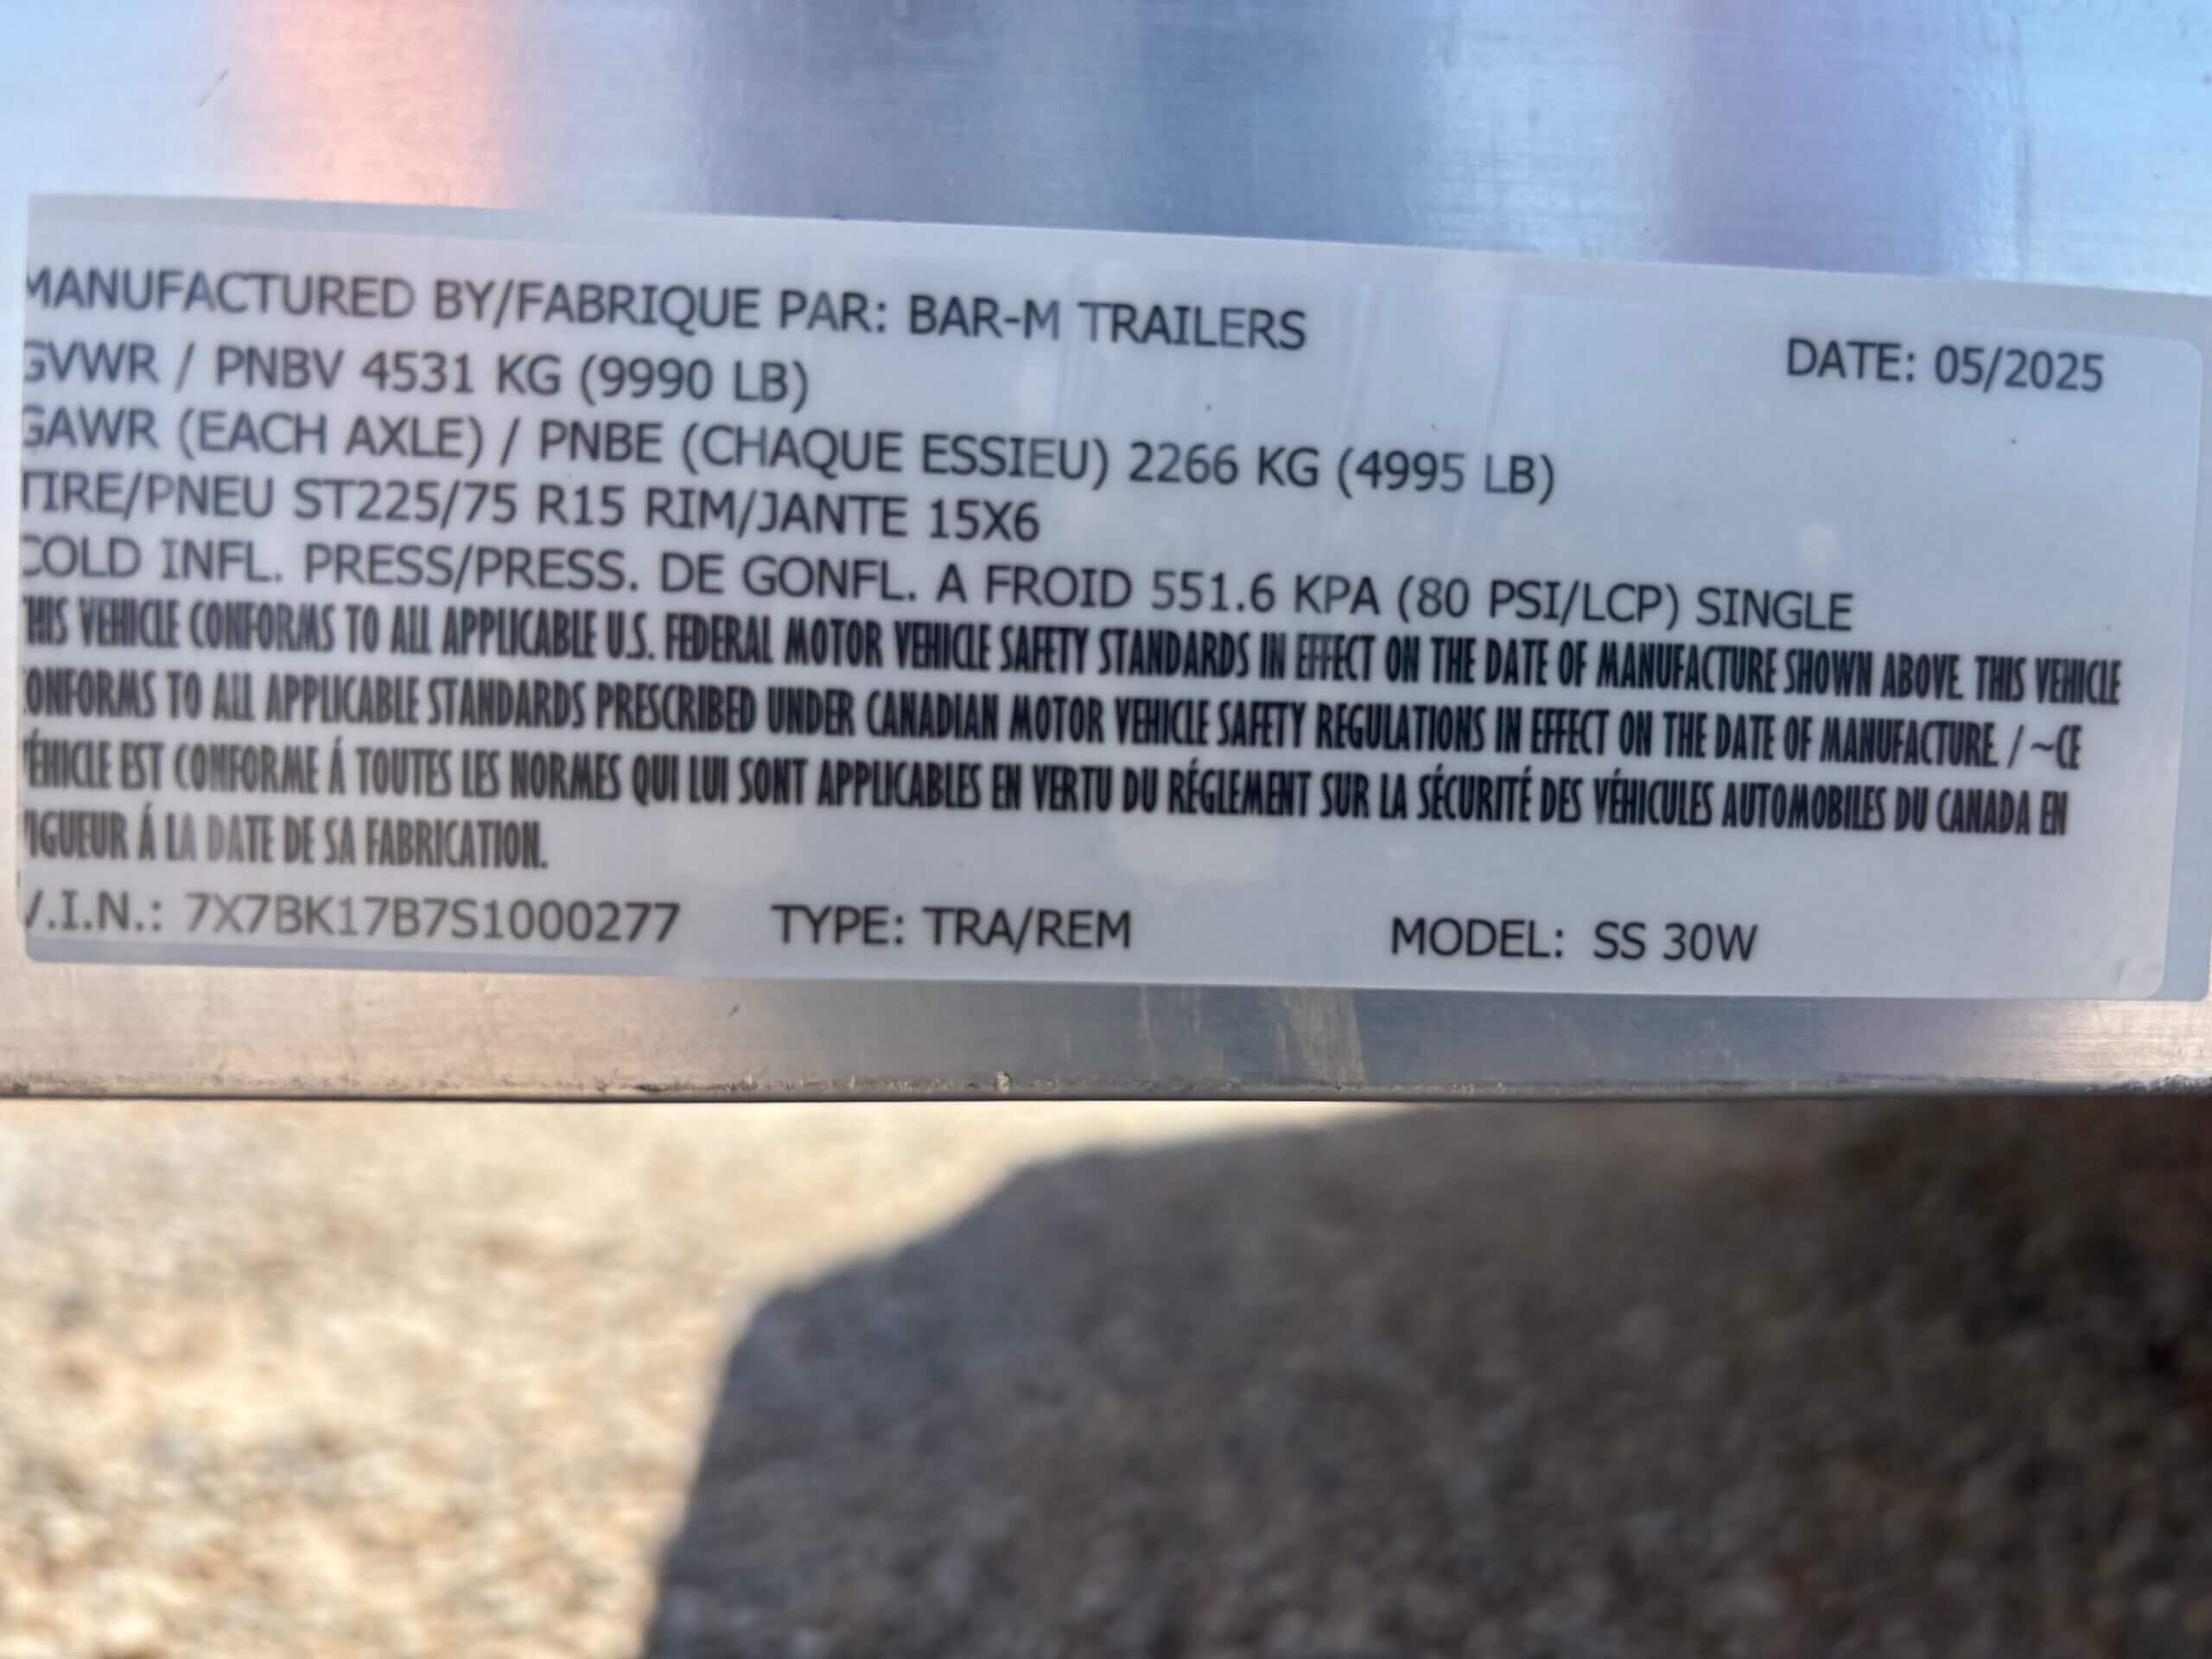 MANUFACTURED BY/FABRIQUE PAR: BAR-M TRAILERS
DATE: 05/2025
GVWR / PNBV 4531 KG (9990 LB)
GAWR (EACH AXLE) / PNBE (CHAQUE ESSIEU) 2266 KG (4995 LB)
TIRE/PNEU ST225/75 R15 RIM/JANTE 15X6
COLD INFL. PRESS/PRESS. DE GONFL. A FROID 551.6 KPA (80 PSI/LCP) SINGLE
THIS VEHICLE CONFORMS TO ALL APPLICABLE U.S. FEDERAL MOTOR VEHICLE SAFETY STANDARDS IN EFFECT ON THE DATE OF MANUFACTURE SHOWN ABOVE. THIS VEHICLE
CONFORMS TO ALL APPLICABLE STANDARDS PRESCRIBED UNDER CANADIAN MOTOR VEHICLE SAFETY REGULATIONS IN EFFECT ON THE DATE OF MANUFACTURE. / ~CE
VÉHICLE EST CONFORME Á TOUTES LES NORMES QUI LUI SONT APPLICABLES EN VERTU DU RÉGLEMENT SUR LA SÉCURITÉ DES VÉHICULES AUTOMOBILES DU CANADA EN
VIGUEUR Á LA DATE DE SA FABRICATION.
V.I.N.: 7X7BK17B7S1000277 TYPE: TRA/REM MODEL: SS 30W